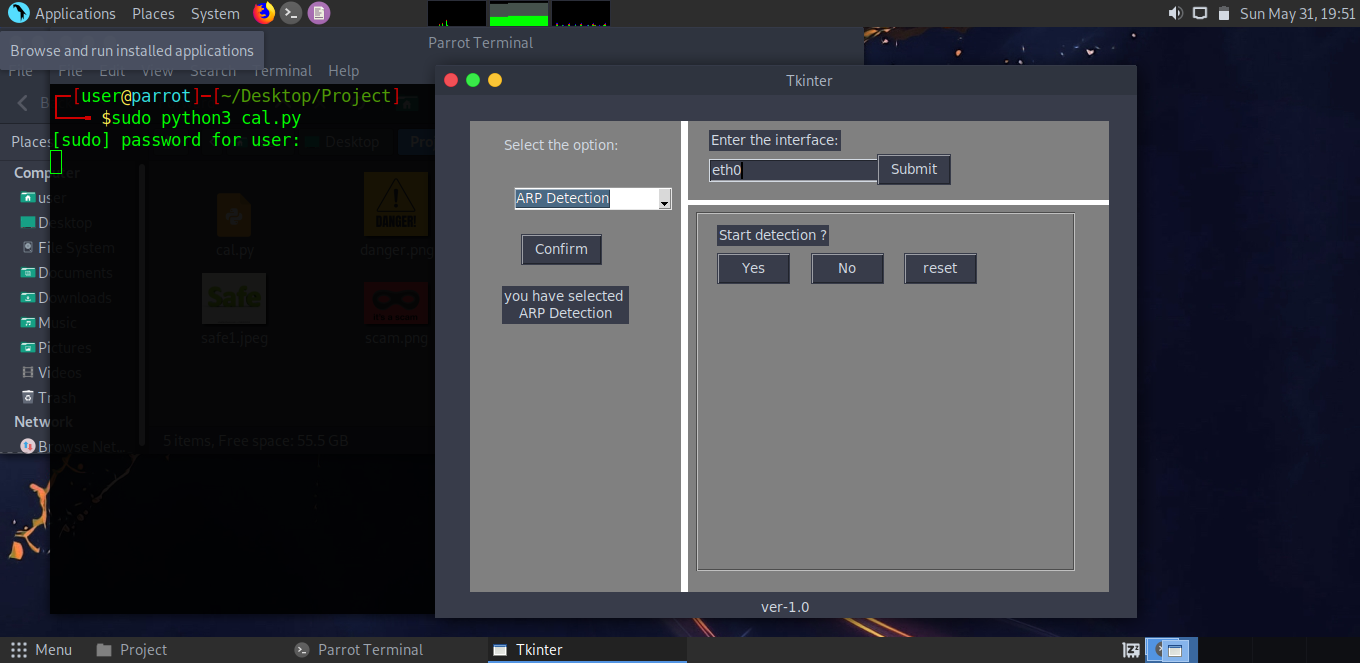 Applications Places System
Sun May 31, 19:51
Browse and run installed applications
Parrot Terminal
File
File Edit View Search Terminal Help
[user@parrot]─[~/Desktop/Project]
$sudo python3 cal.py
[sudo] password for user:
B
Places
Desktop
Pro
Computer
user
Desktop
File System
Documents
Downloads
Music
Pictures
Videos
Trash
Network
Browse Net...
cal.py
danger.png
DANGER!
Safe
safe1.jpeg
scam.png
5 items, Free space: 55.5 GB
Tkinter
Select the option:
ARP Detection
Confirm
you have selected
ARP Detection
Enter the interface:
eth0
Submit
Start detection ?
Yes No reset
ver-1.0
Menu
Project
Parrot Terminal
Tkinter